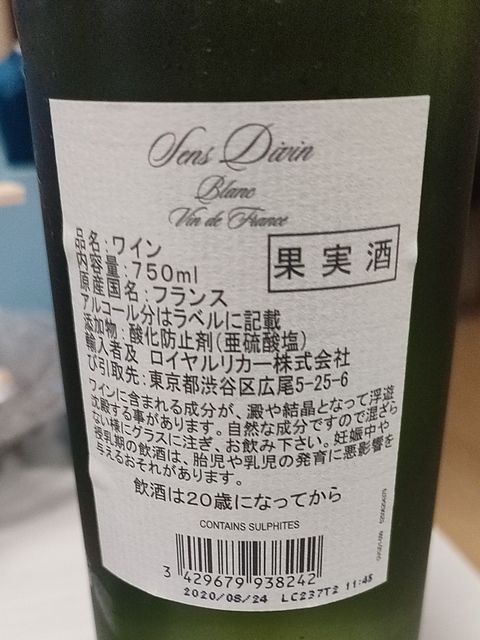 Sens Divin
Blanc
Vin de France
果実酒
品名:ワイン
内容量:750ml
原産国名:フランス
アルコール分はラベルに記載
添加物:酸化防止剤(亜硫酸塩)
輸入者及 ロイヤルリカー株式会社
び引取先:東京都渋谷区広尾5-25-6
ワインに含まれる成分が、澱や結晶となって浮遊
沈殿する事があります。自然な成分ですので混ざら
ない様にグラスに注ぎ、お飲み下さい。妊娠中や
授乳期の飲酒は、胎児や乳児の発育に悪影響を
与えるおそれがあります。
飲酒は20歳になってから
CONTAINS SULPHITES
3 429679 938242
2020/08/24 LC237T2 11:45